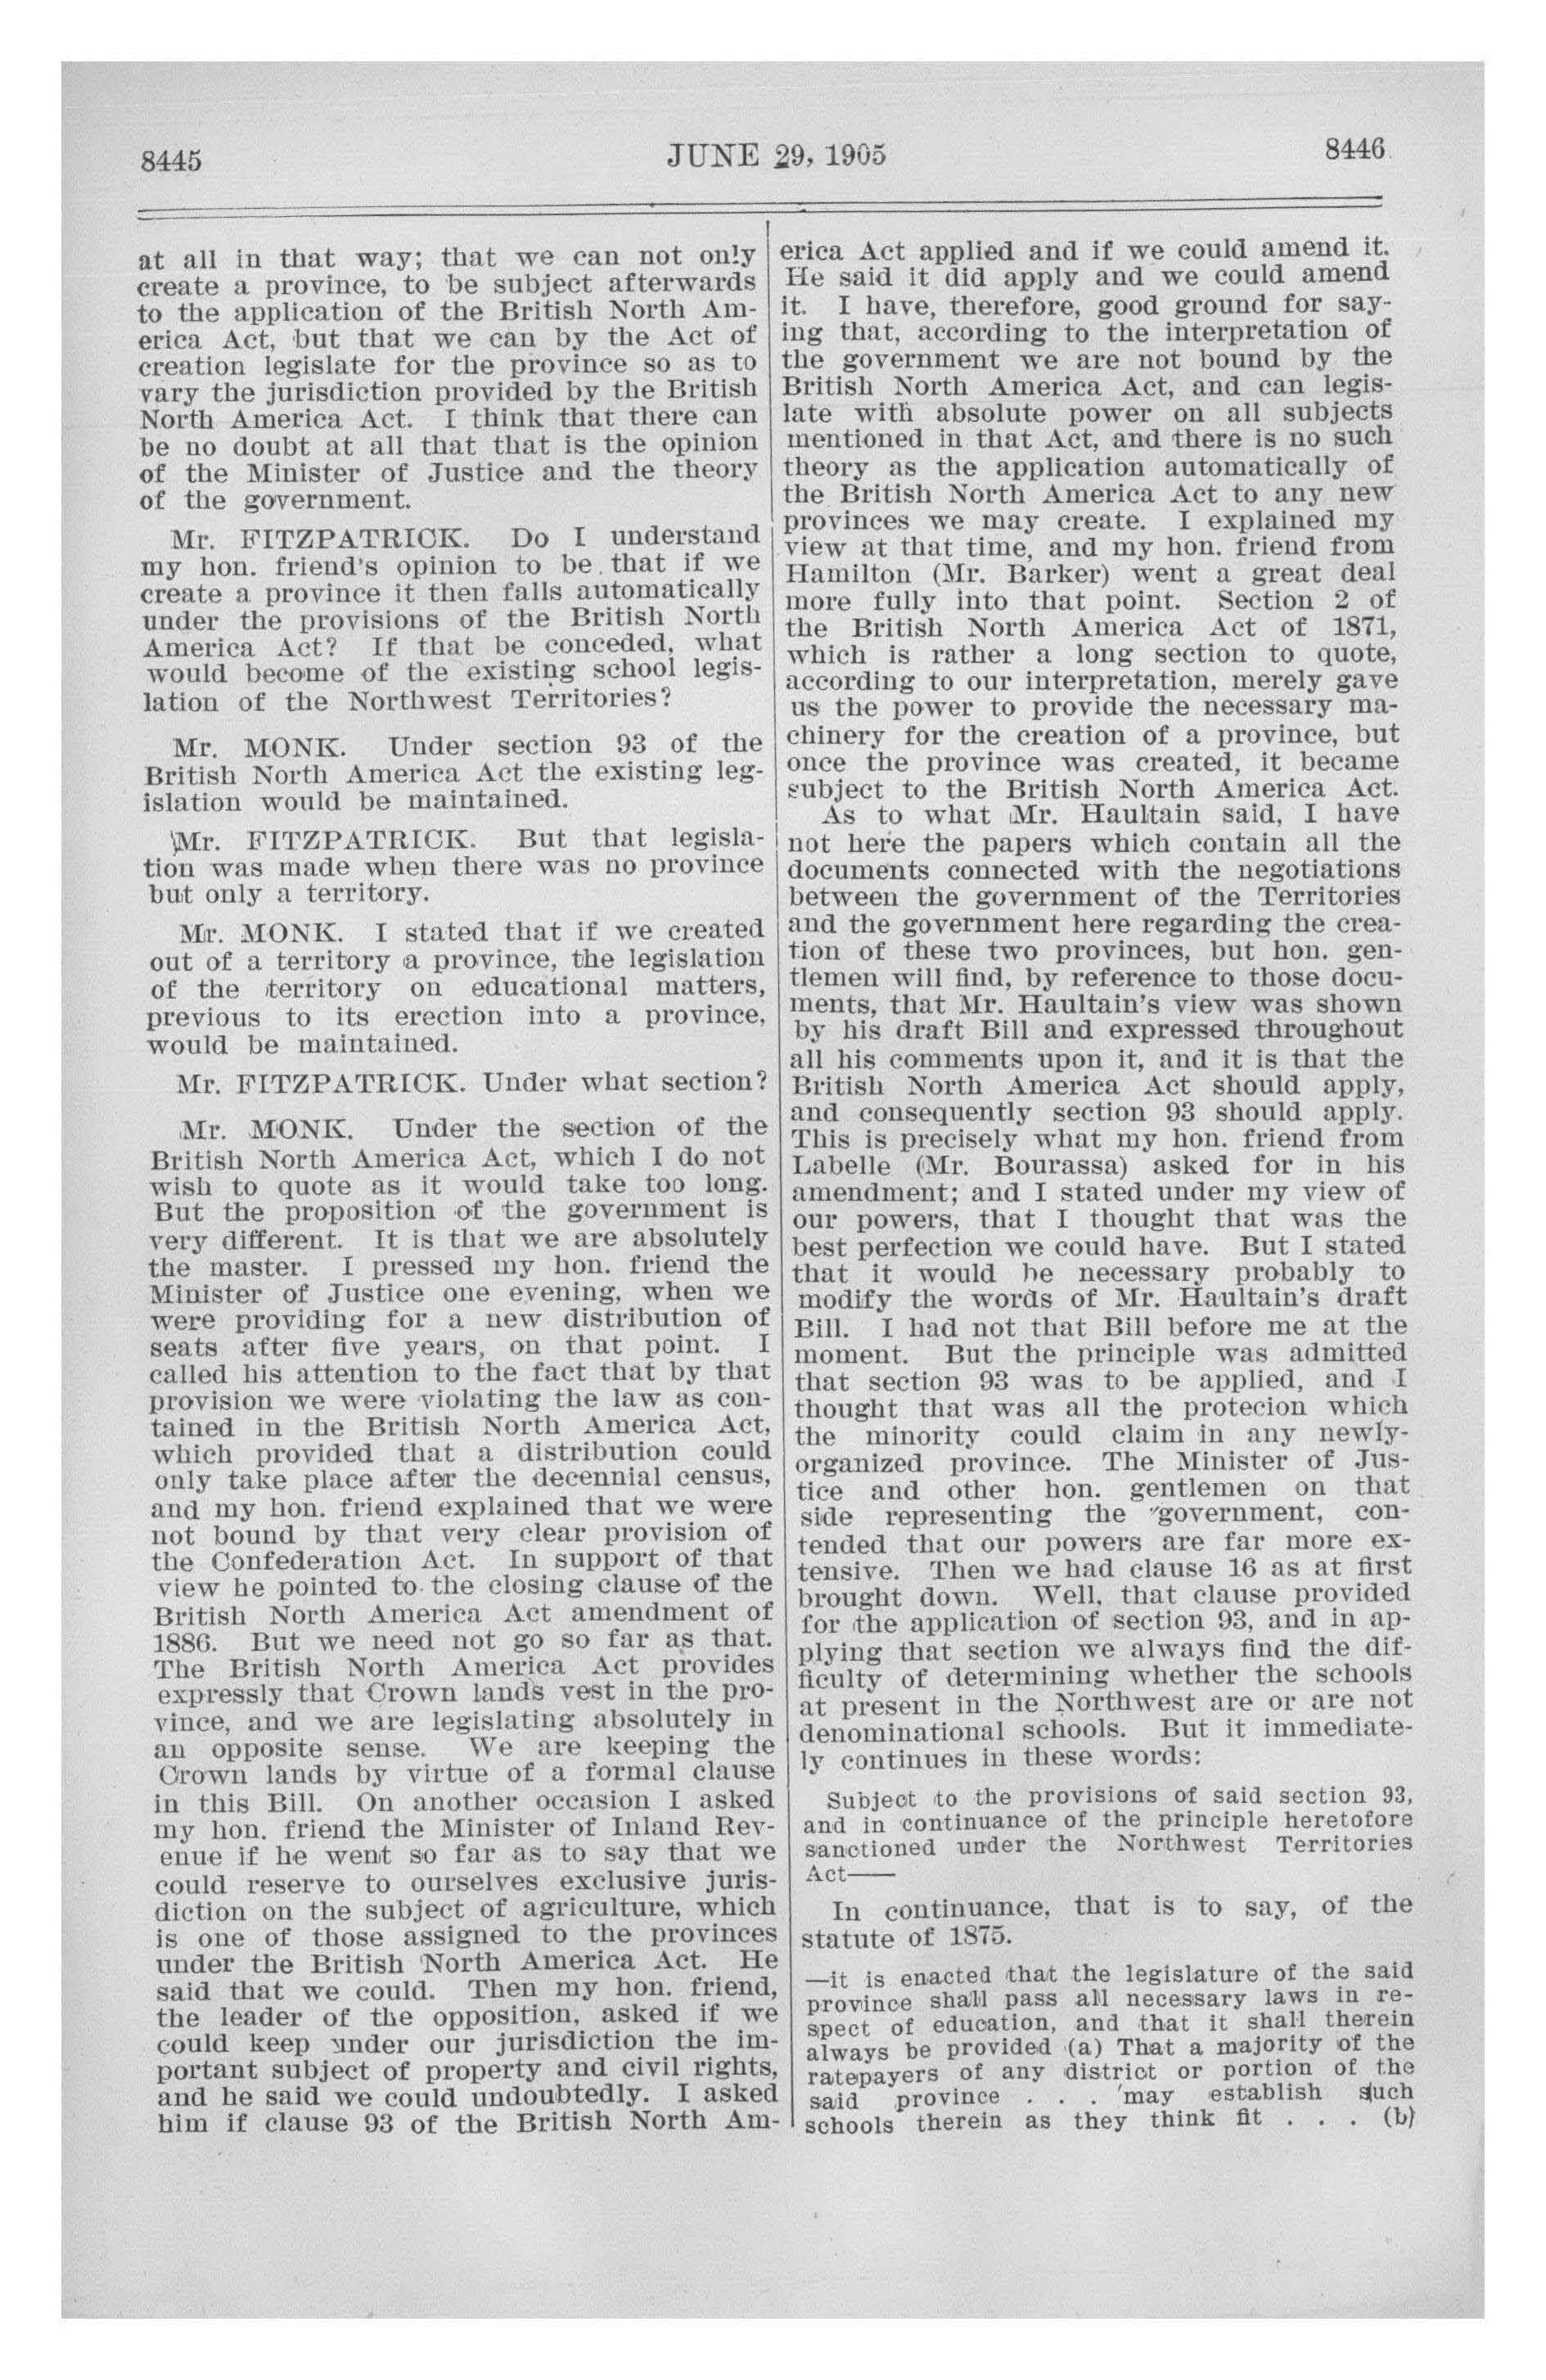 8445
JUNE 29, 1905
8446
at all in that way; that we can not only
create a province, to be subject afterwards
to the application of the British North Am-
erica Act, but that we can by the Act of
creation legislate for the province so as to
vary the jurisdiction provided by the British
North America Act. I think that there can
be no doubt at all that that is the opinion
of the Minister of Justice and the theory
of the government.
Mr. FITZPATRICK. Do I understand
my hon. friend's opinion to be that if we
create a province it then falls automatically
under the provisions of the British North
America Act? If that be conceded, what
would become of the existing school legis-
lation of the Northwest Territories?
Mr. MONK. Under section 93 of the
British North America Act the existing leg-
islation would be maintained.
Mr. FITZPATRICK. But that legisla-
tion was made when there was no province
but only a territory.
Mr. MONK. I stated that if we created
out of a territory a province, the legislation
of the territory on educational matters,
previous to its erection into a province,
would be maintained.
Mr. FITZPATRICK. Under what section?
Mr. MONK. Under the section of the
British North America Act, which I do not
wish to quote as it would take too long.
But the proposition of the government is
very different. It is that we are absolutely
the master. I pressed my hon. friend the
Minister of Justice one evening, when we
were providing for a new distribution of
seats after five years, on that point. I
called his attention to the fact that by that
provision we were violating the law as con-
tained in the British North America Act,
which provided that a distribution could
only take place after the decennial census,
and my hon. friend explained that we were
not bound by that very clear provision of
the Confederation Act. In support of that
view he pointed to the closing clause of the
British North America Act amendment of
1886. But we need not go so far as that.
The British North America Act provides
expressly that Crown lands vest in the pro-
vince, and we are legislating absolutely in
an opposite sense. We are keeping the
Crown lands by virtue of a formal clause
in this Bill. On another occasion I asked
my hon. friend the Minister of Inland Rev-
enue if he went so far as to say that we
could reserve to ourselves exclusive juris-
diction on the subject of agriculture, which
is one of those assigned to the provinces
under the British North America Act. He
said that we could. Then my hon. friend,
the leader of the opposition, asked if we
could keep under our jurisdiction the im-
portant subject of property and civil rights,
and he said we could undoubtedly. I asked
him if clause 93 of the British North Am-
erica Act applied and if we could amend it.
He said it did apply and we could amend
it. I have, therefore, good ground for say-
ing that, according to the interpretation of
the government we are not bound by the
British North America Act, and can legis-
late with absolute power on all subjects
mentioned in that Act, and there is no such
theory as the application automatically of
the British North America Act to any new
provinces we may create. I explained my
view at that time, and my hon. friend from
Hamilton (Mr. Barker) went a great deal
more fully into that point. Section 2 of
the British North America Act of 1871,
which is rather a long section to quote,
according to our interpretation, merely gave
us the power to provide the necessary ma-
chinery for the creation of a province, but
once the province was created, it became
subject to the British North America Act.
As to what Mr. Haultain said, I have
not here the papers which contain all the
documents connected with the negotiations
between the government of the Territories
and the government here regarding the crea-
tion of these two provinces, but hon. gen-
tlemen will find, by reference to those docu-
ments, that Mr. Haultain's view was shown
by his draft Bill and expressed throughout
all his comments upon it, and it is that the
British North America Act should apply,
and consequently section 93 should apply.
This is precisely what my hon. friend from
Labelle (Mr. Bourassa) asked for in his
amendment; and I stated under my view of
our powers, that I thought that was the
best perfection we could have. But I stated
that it would be necessary probably to
modify the words of Mr. Haultain's draft
Bill. I had not that Bill before me at the
moment. But the principle was admitted
that section 93 was to be applied, and I
thought that was all the protecion which
the minority could claim in any newly-
organized province. The Minister of Jus-
tice and other hon. gentlemen on that
side representing the government, con-
tended that our powers are far more ex-
tensive. Then we had clause 16 as at first
brought down. Well, that clause provided
for the application of section 93, and in ap-
plying that section we always find the dif-
ficulty of determining whether the schools
at present in the Northwest are or are not
denominational schools. But it immediate-
ly continues in these words:
Subject to the provisions of said section 93,
and in continuance of the principle heretofore
sanctioned under the Northwest Territories
Act——
In continuance, that is to say, of the
statute of 1875.
—it is enacted that the legislature of the said
province shall pass all necessary laws in re-
spect of education, and that it shall therein
always be provided (a) That a majority of the
ratepayers of any district or portion of the
said province . . . may establish such
schools therein as they think fit . . . (b)